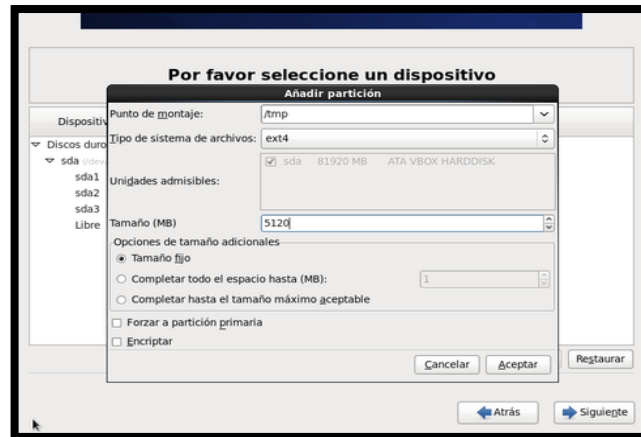 Por favor seleccione un dispositivo
Añadir partición
Punto de montaje: /tmp
Tipo de sistema de archivos: ext4
sda 81920 MB ATA VBOX HARDDISK
Unidades admisibles:
Tamaño (MB) 5120
Opciones de tamaño adicionales
Tamaño fijo
Completar todo el espacio hasta (MB): 1
Completar hasta el tamaño máximo aceptable
Forzar a partición primaria
Encriptar
Cancelar Aceptar
Dispositiv
Discos duro
sda (/dev
sda1
sda2
sda3
Libre
Restaurar
Atrás Siguiente